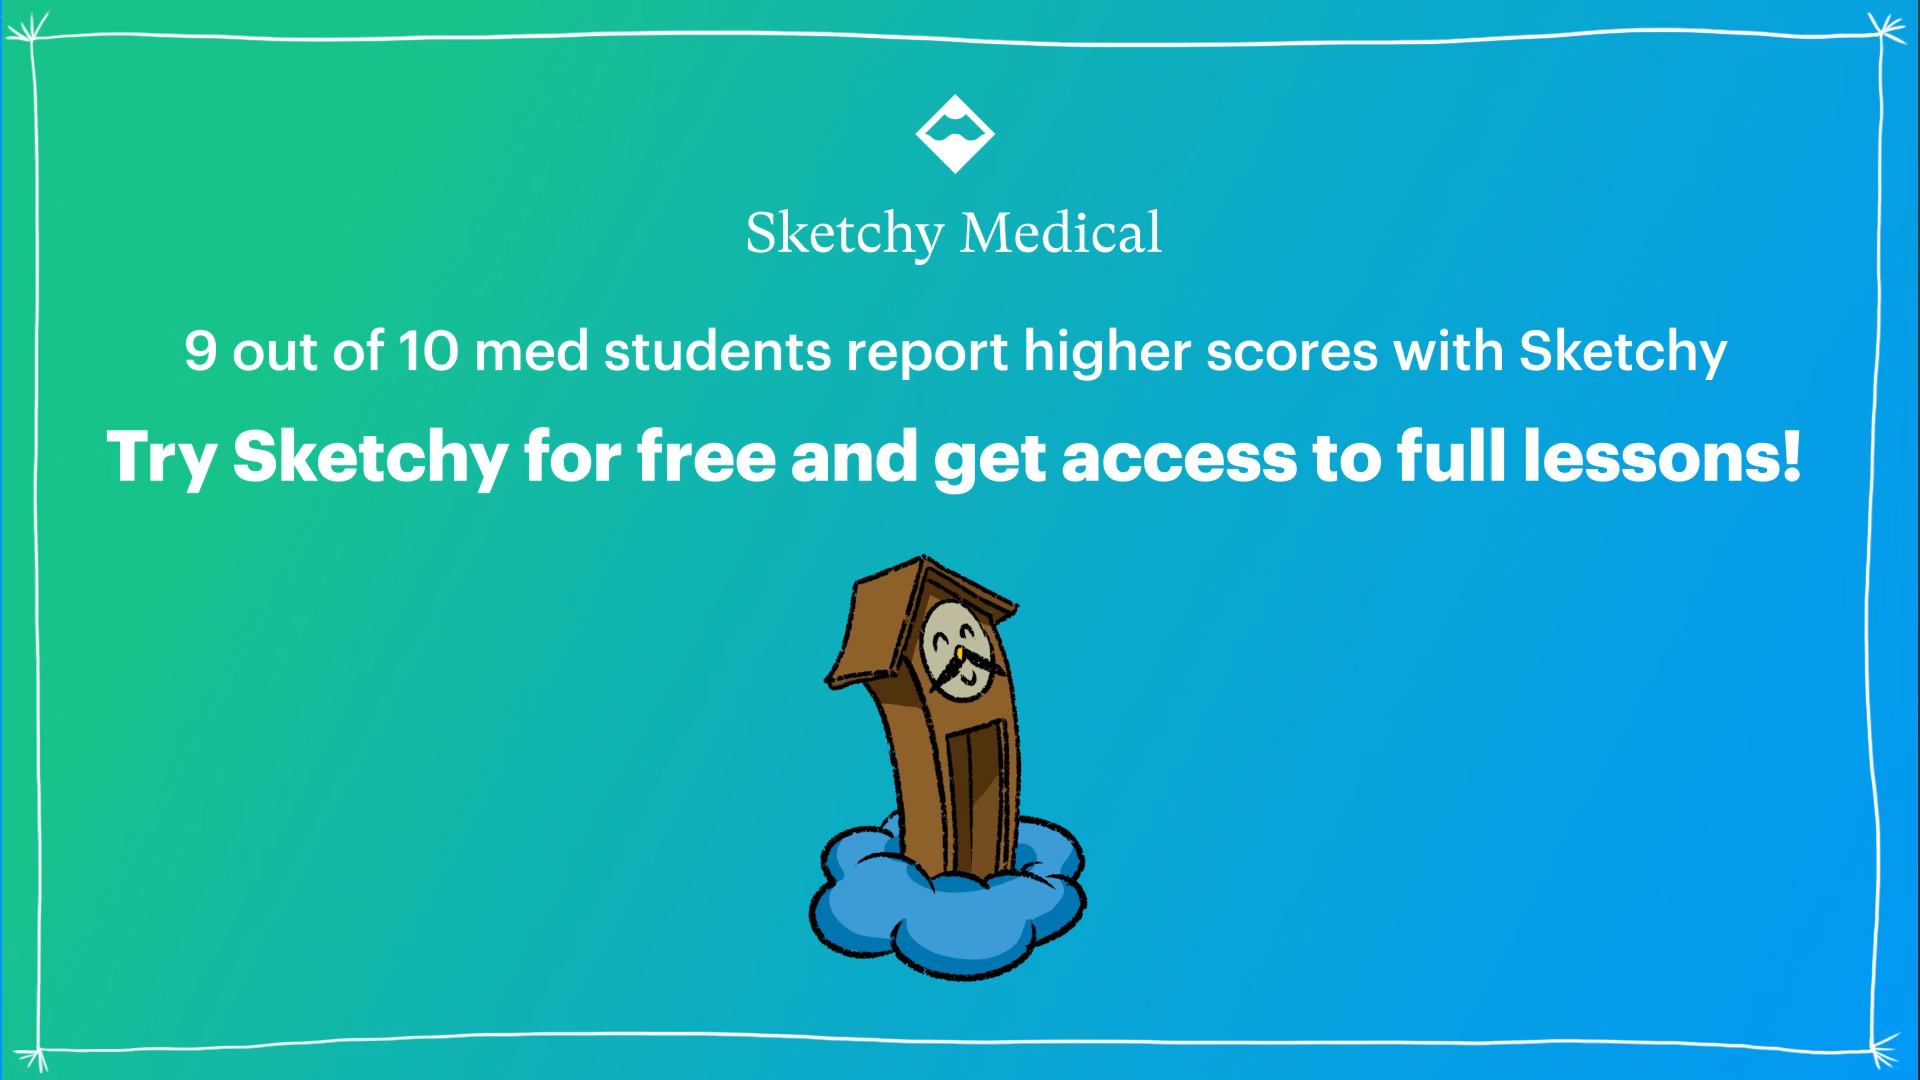 Sketchy Medical
9 out of 10 med students report higher scores with Sketchy
Try Sketchy for free and get access to full lessons!